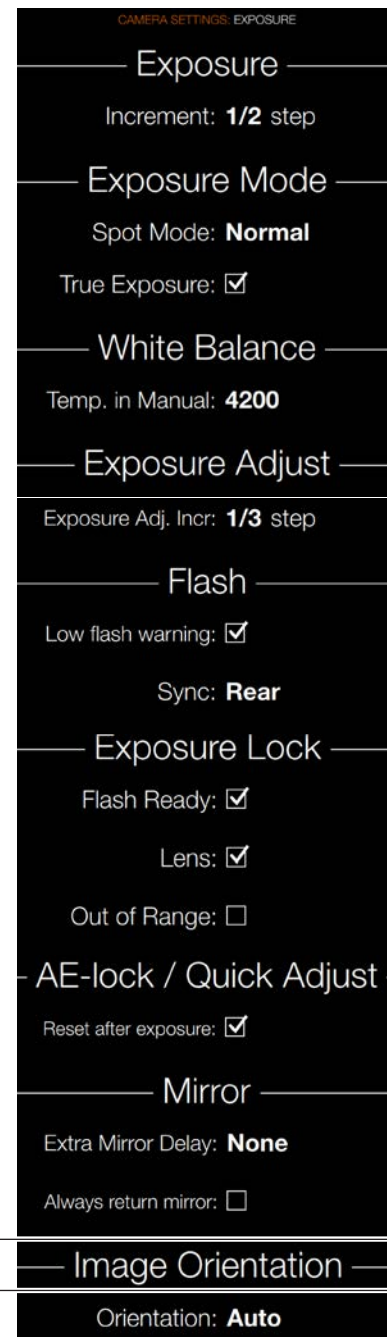 CAMERA SETTINGS: EXPOSURE
Exposure
Increment: 1/2 step
Exposure Mode
Spot Mode: Normal
True Exposure: ☑
White Balance
Temp. in Manual: 4200
Exposure Adjust
Exposure Adj. Incr: 1/3 step
Flash
Low flash warning: ☑
Sync: Rear
Exposure Lock
Flash Ready: ☑
Lens: ☑
Out of Range: ☐
AE-lock / Quick Adjust
Reset after exposure: ☑
Mirror
Extra Mirror Delay: None
Always return mirror: ☐
Image Orientation
Orientation: Auto